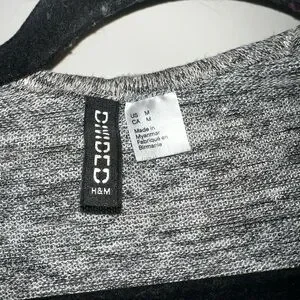 DIVIDED
H&M
US M
CA M
Made in
Myanmar
Fabriqué en
Birmanie